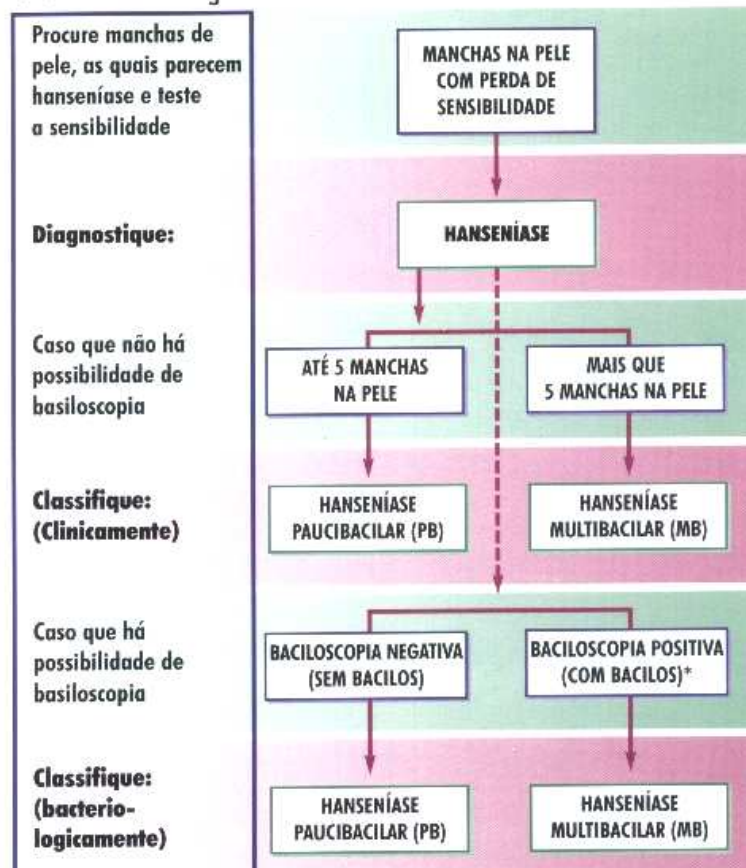 Procure manchas de
pele, as quais parecem
hanseníase e teste
a sensibilidade
MANCHAS NA PELE
COM PERDA DE
SENSIBILIDADE
Diagnostique:
HANSENÍASE
Caso que não há
possibilidade de
basiloscopia
ATÉ 5 MANCHAS
NA PELE
MAIS QUE
5 MANCHAS NA PELE
Classifique:
(Clinicamente)
HANSENÍASE
PAUCIBACILAR (PB)
HANSENÍASE
MULTIBACILAR (MB)
Caso que há
possibilidade de
basiloscopia
BACILOSCOPIA NEGATIVA
(SEM BACILOS)
BACILOSCOPIA POSITIVA
(COM BACILOS)*
Classifique:
(bacterio-
logicamente)
HANSENÍASE
PAUCIBACILAR (PB)
HANSENÍASE
MULTIBACILAR (MB)